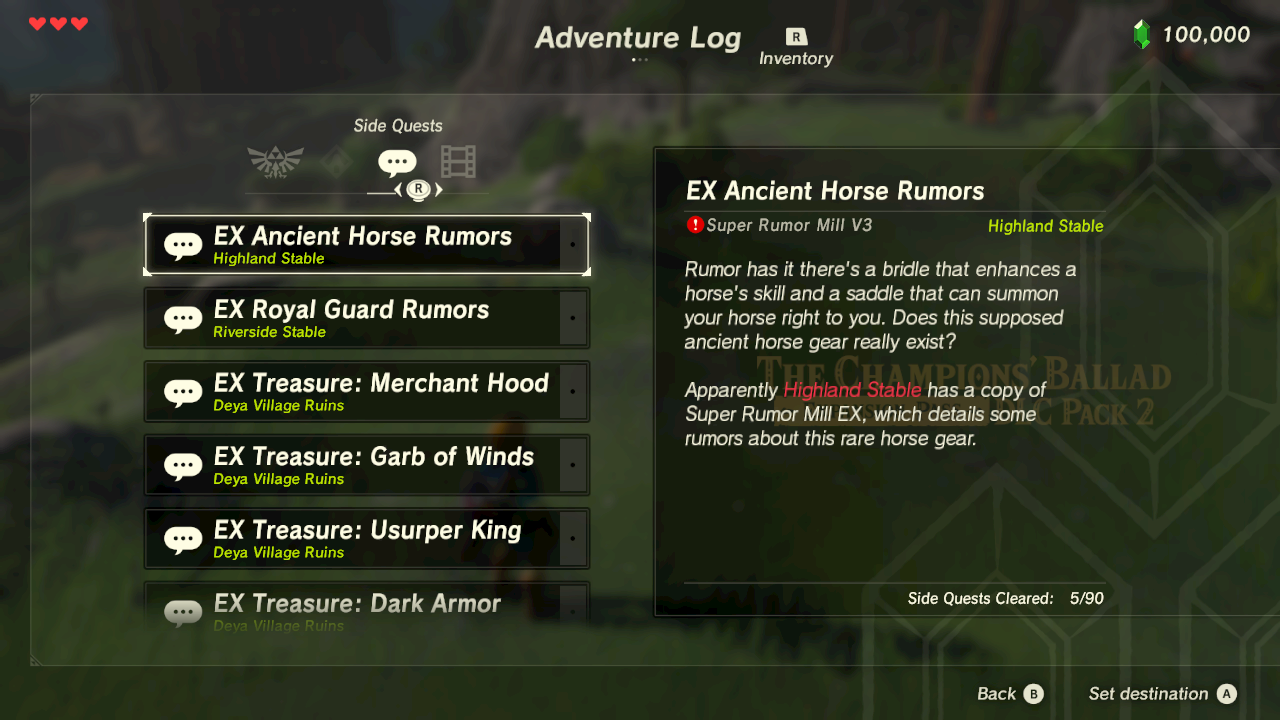 Adventure Log
R
Inventory
100,000
Side Quests
R
EX Ancient Horse Rumors
Highland Stable
EX Royal Guard Rumors
Riverside Stable
EX Treasure: Merchant Hood
Deya Village Ruins
EX Treasure: Garb of Winds
Deya Village Ruins
EX Treasure: Usurper King
Deya Village Ruins
EX Treasure: Dark Armor
Deya Village Ruins
EX Ancient Horse Rumors
! Super Rumor Mill V3 Highland Stable
Rumor has it there's a bridle that enhances a
horse's skill and a saddle that can summon
your horse right to you. Does this supposed
ancient horse gear really exist?
Apparently Highland Stable has a copy of
Super Rumor Mill EX, which details some
rumors about this rare horse gear.
The Champions' Ballad
Pack 2
Side Quests Cleared: 5/90
Back B
Set destination A